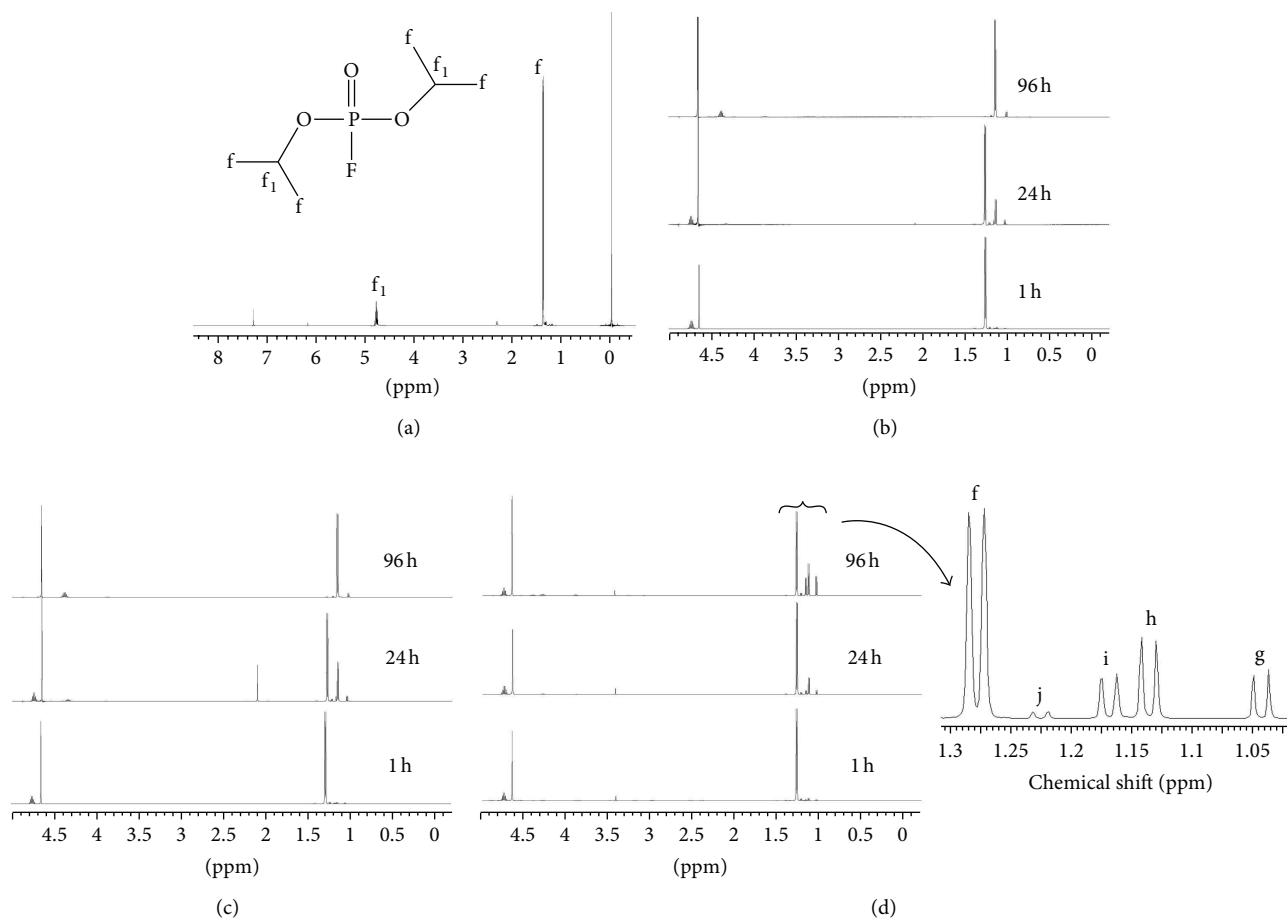 f
f
f₁
f
O
O
P
O
F
f
f₁
f
f₁
f
8 7 6 5 4 3 2 1 0
(ppm)
(a)
96 h
24 h
1 h
4.5 4 3.5 3 2.5 2 1.5 1 0.5 0
(ppm)
(b)
96 h
24 h
1 h
4.5 4 3.5 3 2.5 2 1.5 1 0.5 0
(ppm)
(c)
96 h
24 h
1 h
4.5 4 3.5 3 2.5 2 1.5 1 0.5 0
(ppm)
f
h
i
g
j
1.3 1.25 1.2 1.15 1.1 1.05
Chemical shift (ppm)
(d)